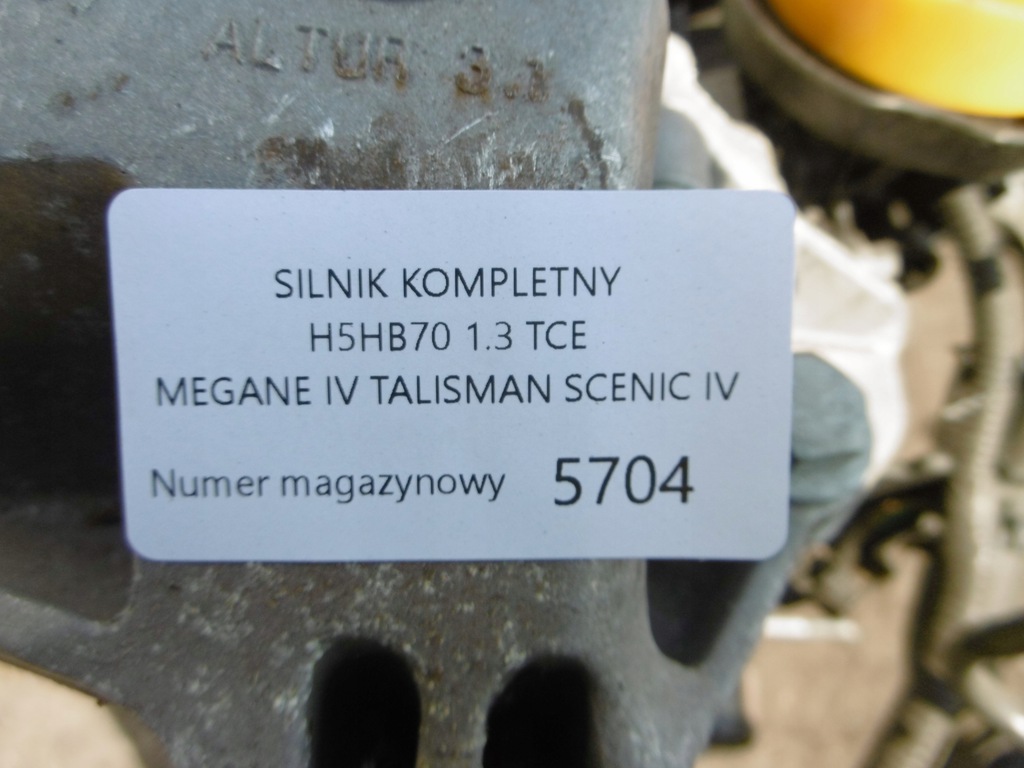 ALTUR 3.1
SILNIK KOMPLETNY
H5HB70 1.3 TCE
MEGANE IV TALISMAN SCENIC IV
Numer magazynowy 5704